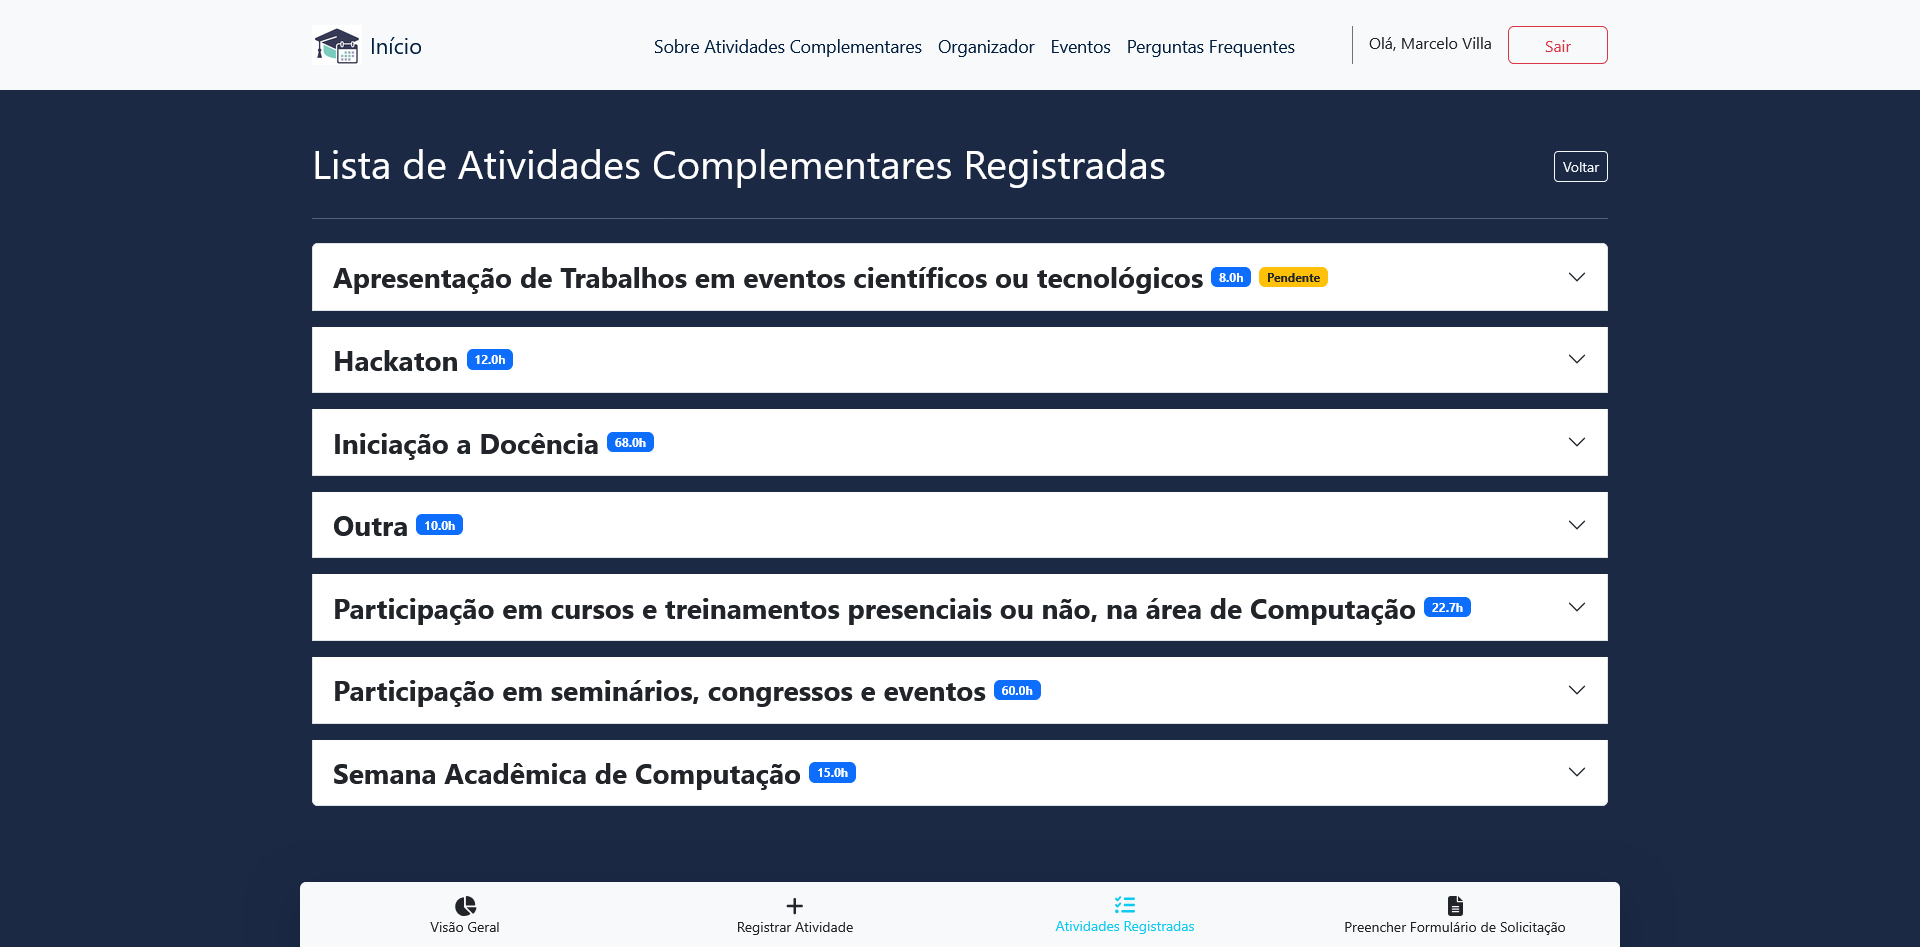 Início
Sobre Atividades Complementares Organizador Eventos Perguntas Frequentes
Olá, Marcelo Villa
Sair
Lista de Atividades Complementares Registradas
Voltar
Apresentação de Trabalhos em eventos científicos ou tecnológicos 8.0h Pendente
Hackaton 12.0h
Iniciação a Docência 68.0h
Outra 10.0h
Participação em cursos e treinamentos presenciais ou não, na área de Computação 22.7h
Participação em seminários, congressos e eventos 60.0h
Semana Acadêmica de Computação 15.0h
Visão Geral
Registrar Atividade
Atividades Registradas
Preencher Formulário de Solicitação